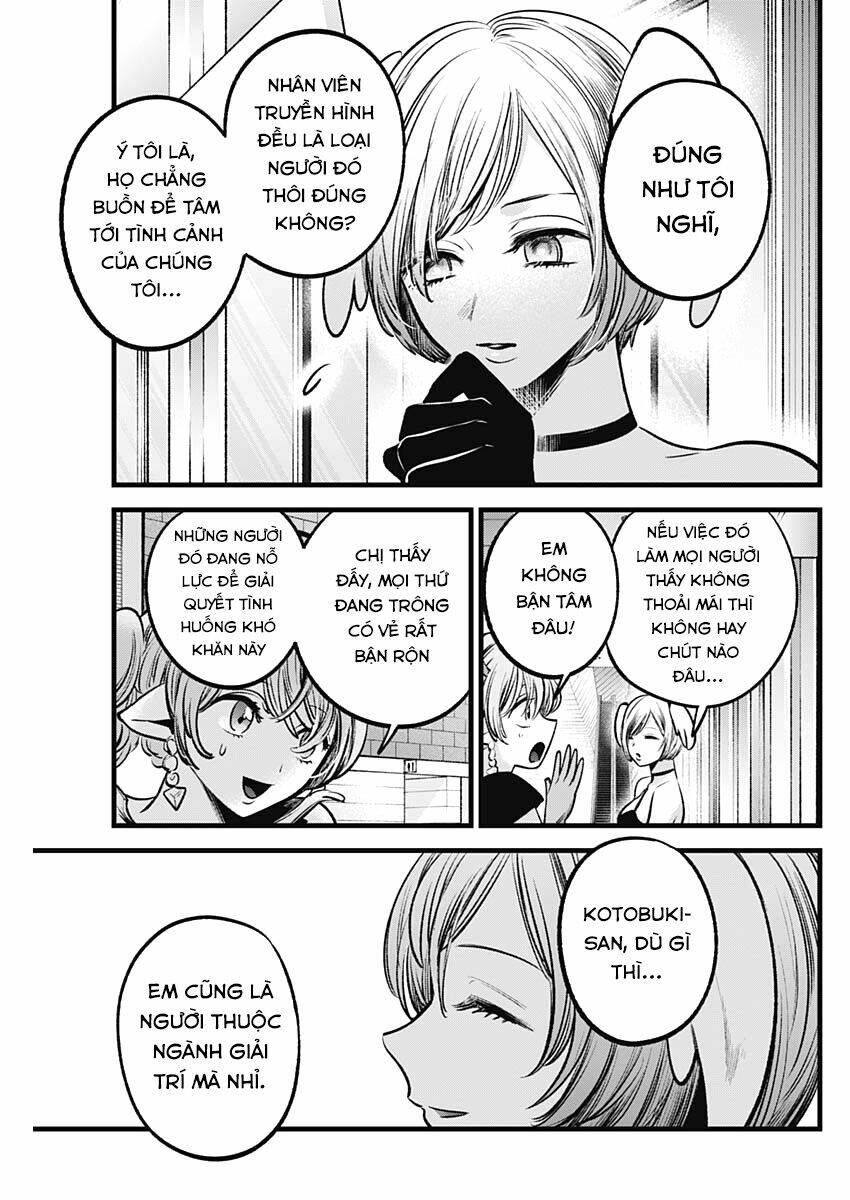 ĐÚNG
NHƯ TÔI
NGHĨ,
NHÂN VIÊN
TRUYỀN HÌNH
ĐỀU LÀ LOẠI
NGƯỜI ĐÓ
THÔI ĐÚNG
KHÔNG?
Ý TÔI LÀ,
HỌ CHẲNG
BUỒN ĐỂ TÂM
TỚI TÌNH CẢNH
CỦA CHÚNG
TÔI...
NẾU VIỆC ĐÓ
LÀM MỌI NGƯỜI
THẤY KHÔNG
THOẢI MÁI THÌ
KHÔNG HAY
CHÚT NÀO
ĐÂU...
EM
KHÔNG
BẬN TÂM
ĐÂU!
CHỊ THẤY
ĐẤY, MỌI THỨ
ĐANG TRÔNG
CÓ VẺ RẤT
BẬN RỘN
NHỮNG NGƯỜI
ĐÓ ĐANG NỖ
LỰC ĐỂ GIẢI
QUYẾT TÌNH
HUỐNG KHÓ
KHĂN NÀY
KOTOBUKI-
SAN, DÙ GÌ
THÌ...
EM CŨNG LÀ
NGƯỜI THUỘC
NGÀNH GIẢI
TRÍ MÀ NHỈ.